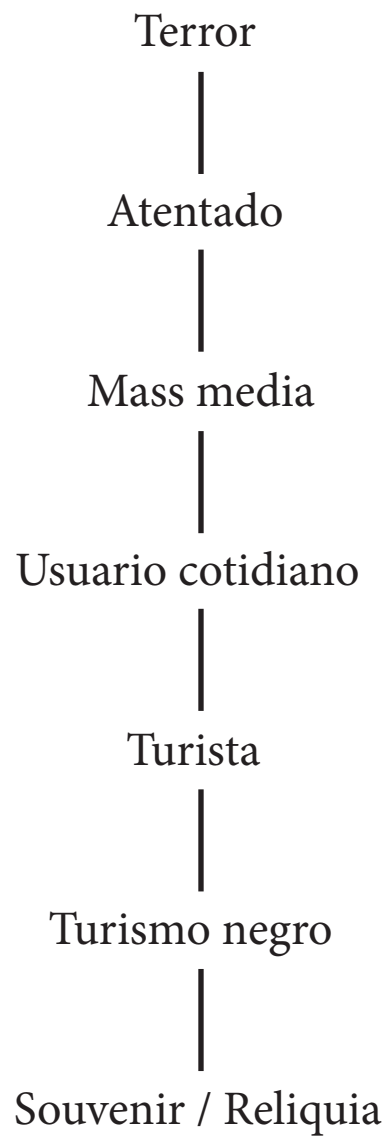 Terror
Atentado
Mass media
Usuario cotidiano
Turista
Turismo negro
Souvenir / Reliquia